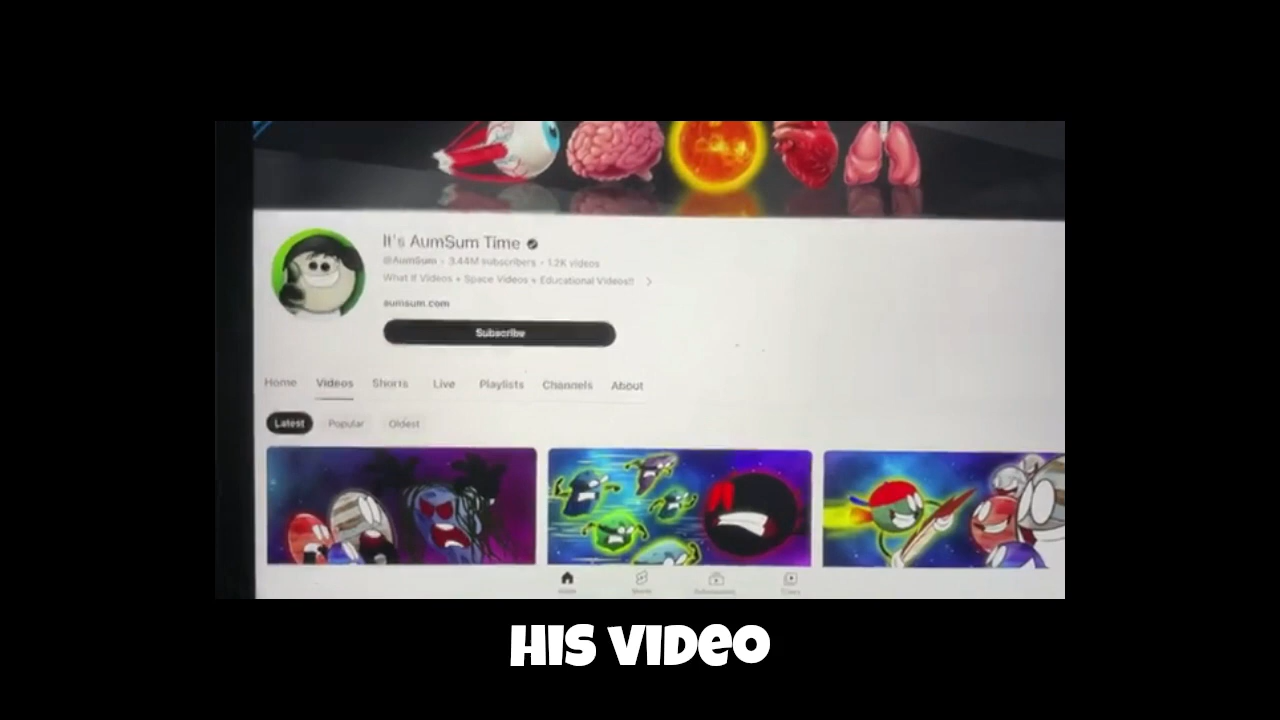 It's AumSum Time
@AumSum · 3.44M subscribers · 1.2K videos
What If Videos + Space Videos + Educational Videos!! >
aumsum.com
Subscribe
Home Videos Shorts Live Playlists Channels About
Latest Popular Oldest
HIS VIDEO